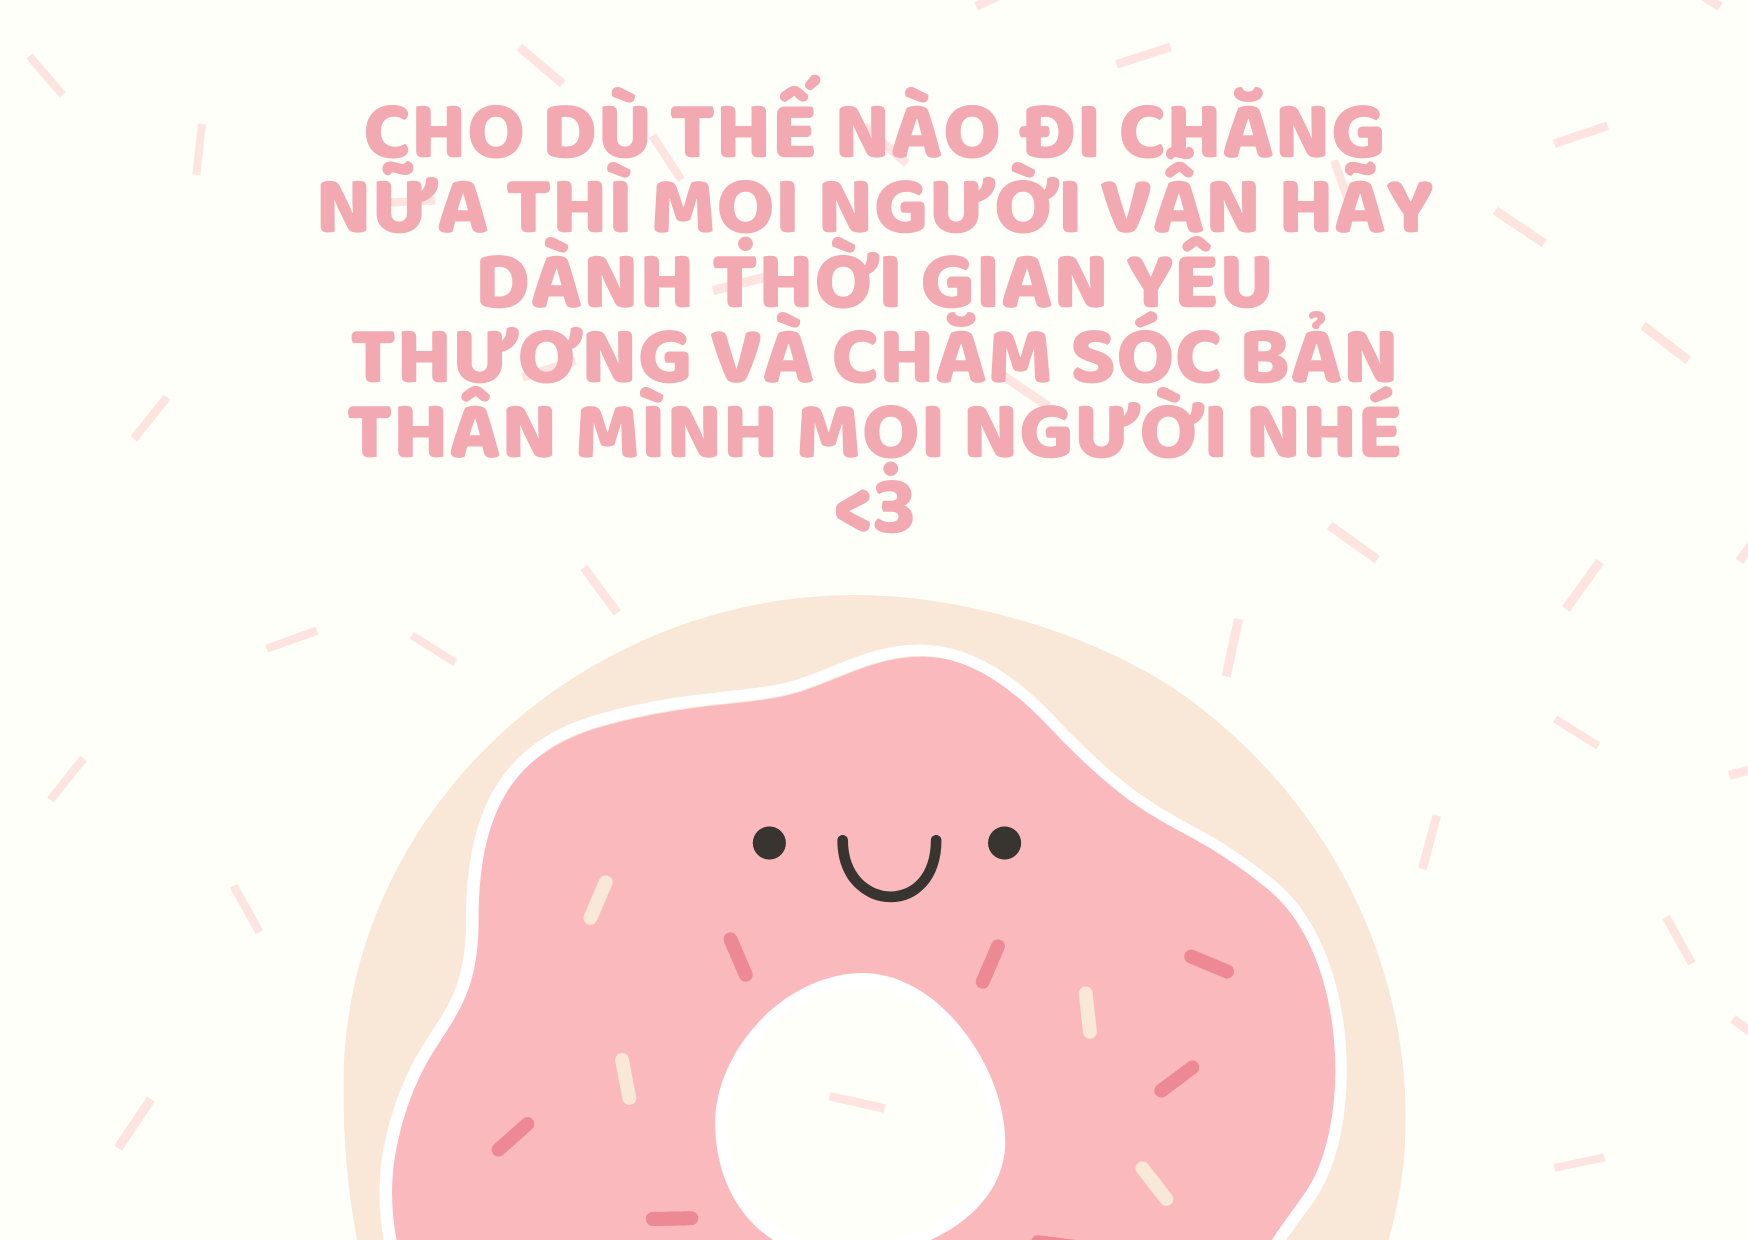 CHO DÙ THẾ NÀO ĐI CHĂNG
NỮA THÌ MỌI NGƯỜI VẪN HÃY
DÀNH THỜI GIAN YÊU
THƯƠNG VÀ CHĂM SÓC BẢN
THÂN MÌNH MỌI NGƯỜI NHÉ
<3